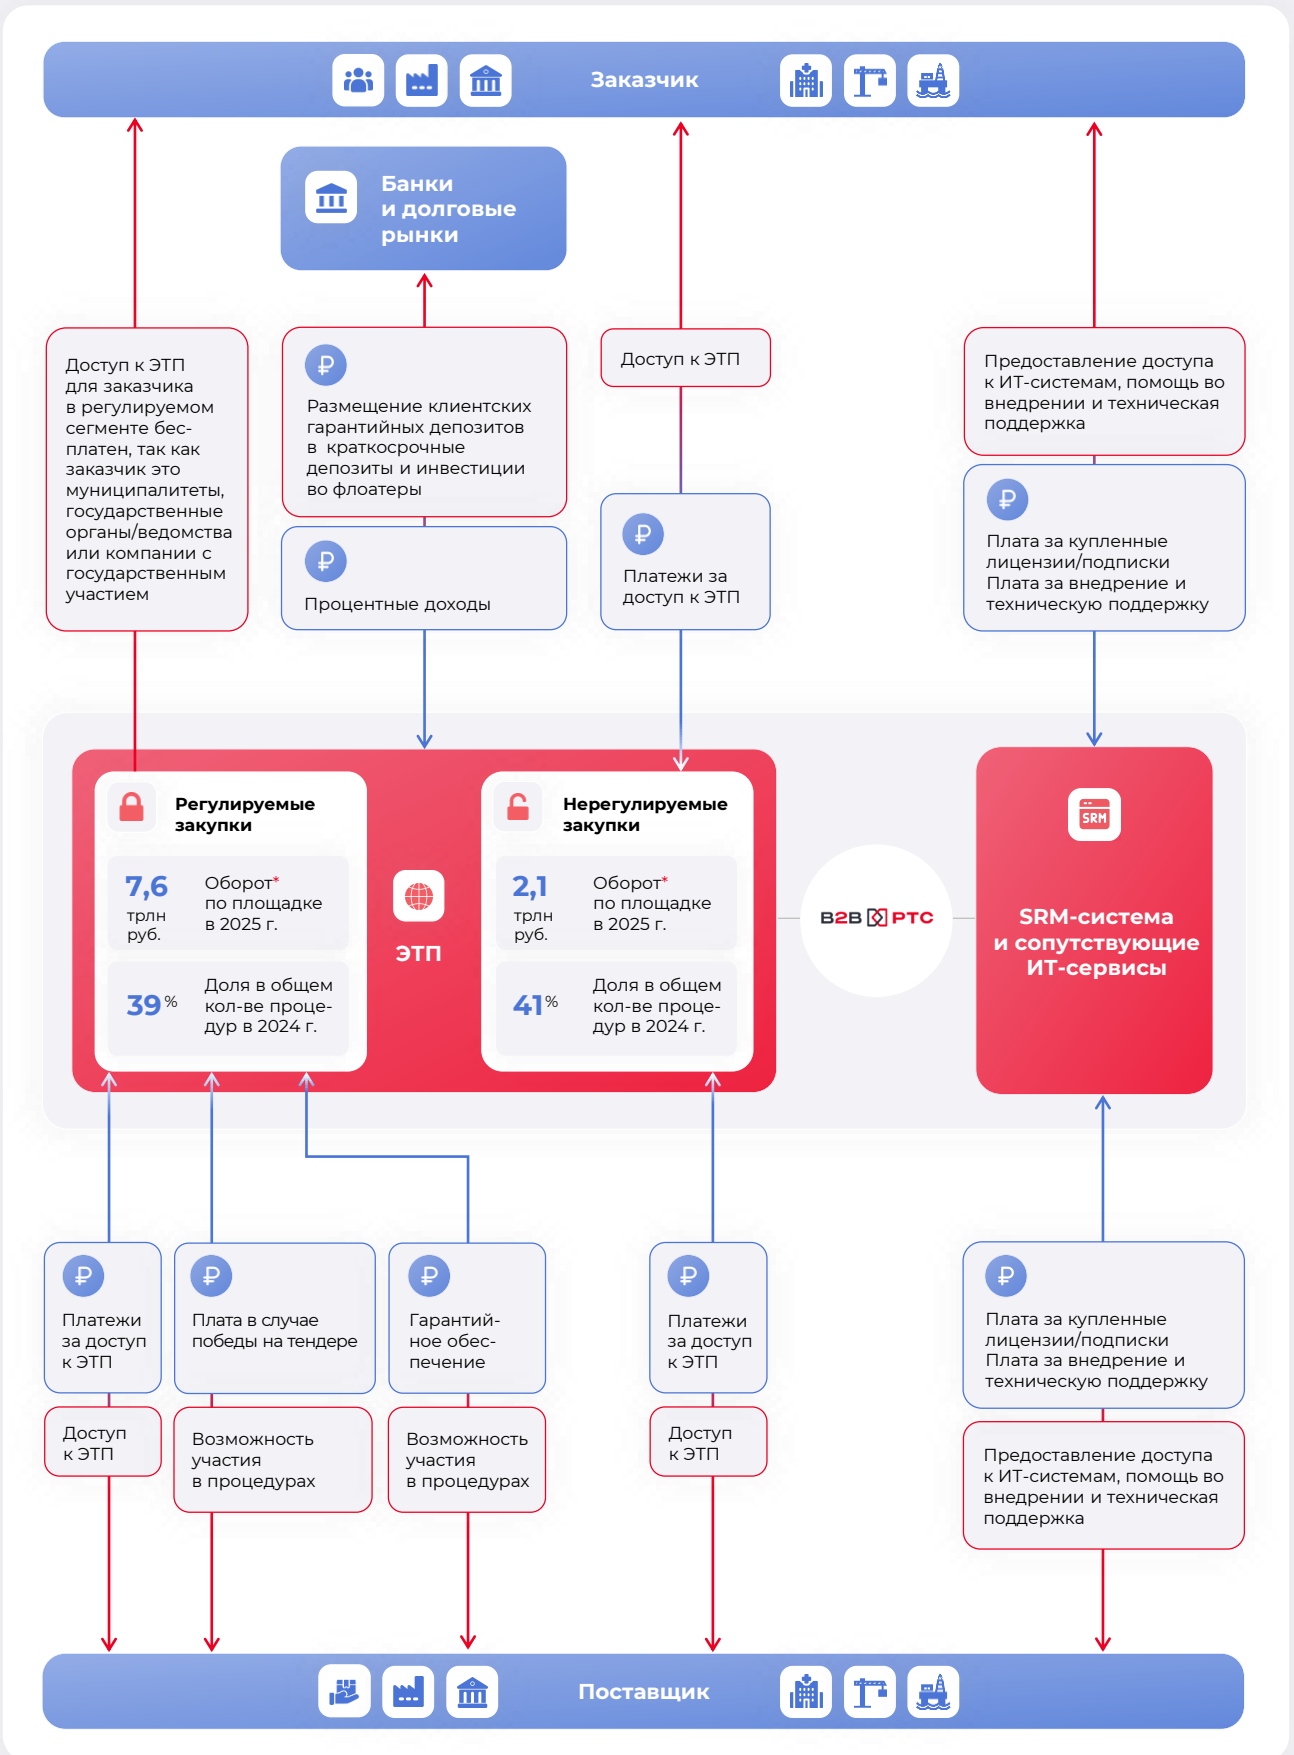 Заказчик
Банки
и долговые
рынки
Доступ к ЭТП
для заказчика
в регулируемом
сегменте бес-
платен, так как
заказчик это
муниципалитеты,
государственные
органы/ведомства
или компании с
государственным
участием
₽
Размещение клиентских
гарантийных депозитов
в краткосрочные
депозиты и инвестиции
во флоатеры
₽
Процентные доходы
Доступ к ЭТП
₽
Платежи за
доступ к ЭТП
Предоставление доступа
к ИТ-системам, помощь во
внедрении и техническая
поддержка
₽
Плата за купленные
лицензии/подписки
Плата за внедрение и
техническую поддержку
Регулируемые
закупки
7,6
трлн
руб.
Оборот*
по площадке
в 2025 г.
39 %
Доля в общем
кол-ве проце-
дур в 2024 г.
ЭТП
Нерегулируемые
закупки
2,1
трлн
руб.
Оборот*
по площадке
в 2025 г.
41 %
Доля в общем
кол-ве проце-
дур в 2024 г.
B2B РТС
SRM
SRM-система
и сопутствующие
ИТ-сервисы
₽
Платежи
за доступ
к ЭТП
Доступ
к ЭТП
₽
Плата в случае
победы на тендере
Возможность
участия
в процедурах
₽
Гарантий-
ное обес-
печение
Возможность
участия
в процедурах
₽
Платежи
за доступ
к ЭТП
Доступ
к ЭТП
₽
Плата за купленные
лицензии/подписки
Плата за внедрение и
техническую поддержку
Предоставление доступа
к ИТ-системам, помощь во
внедрении и техническая
поддержка
Поставщик